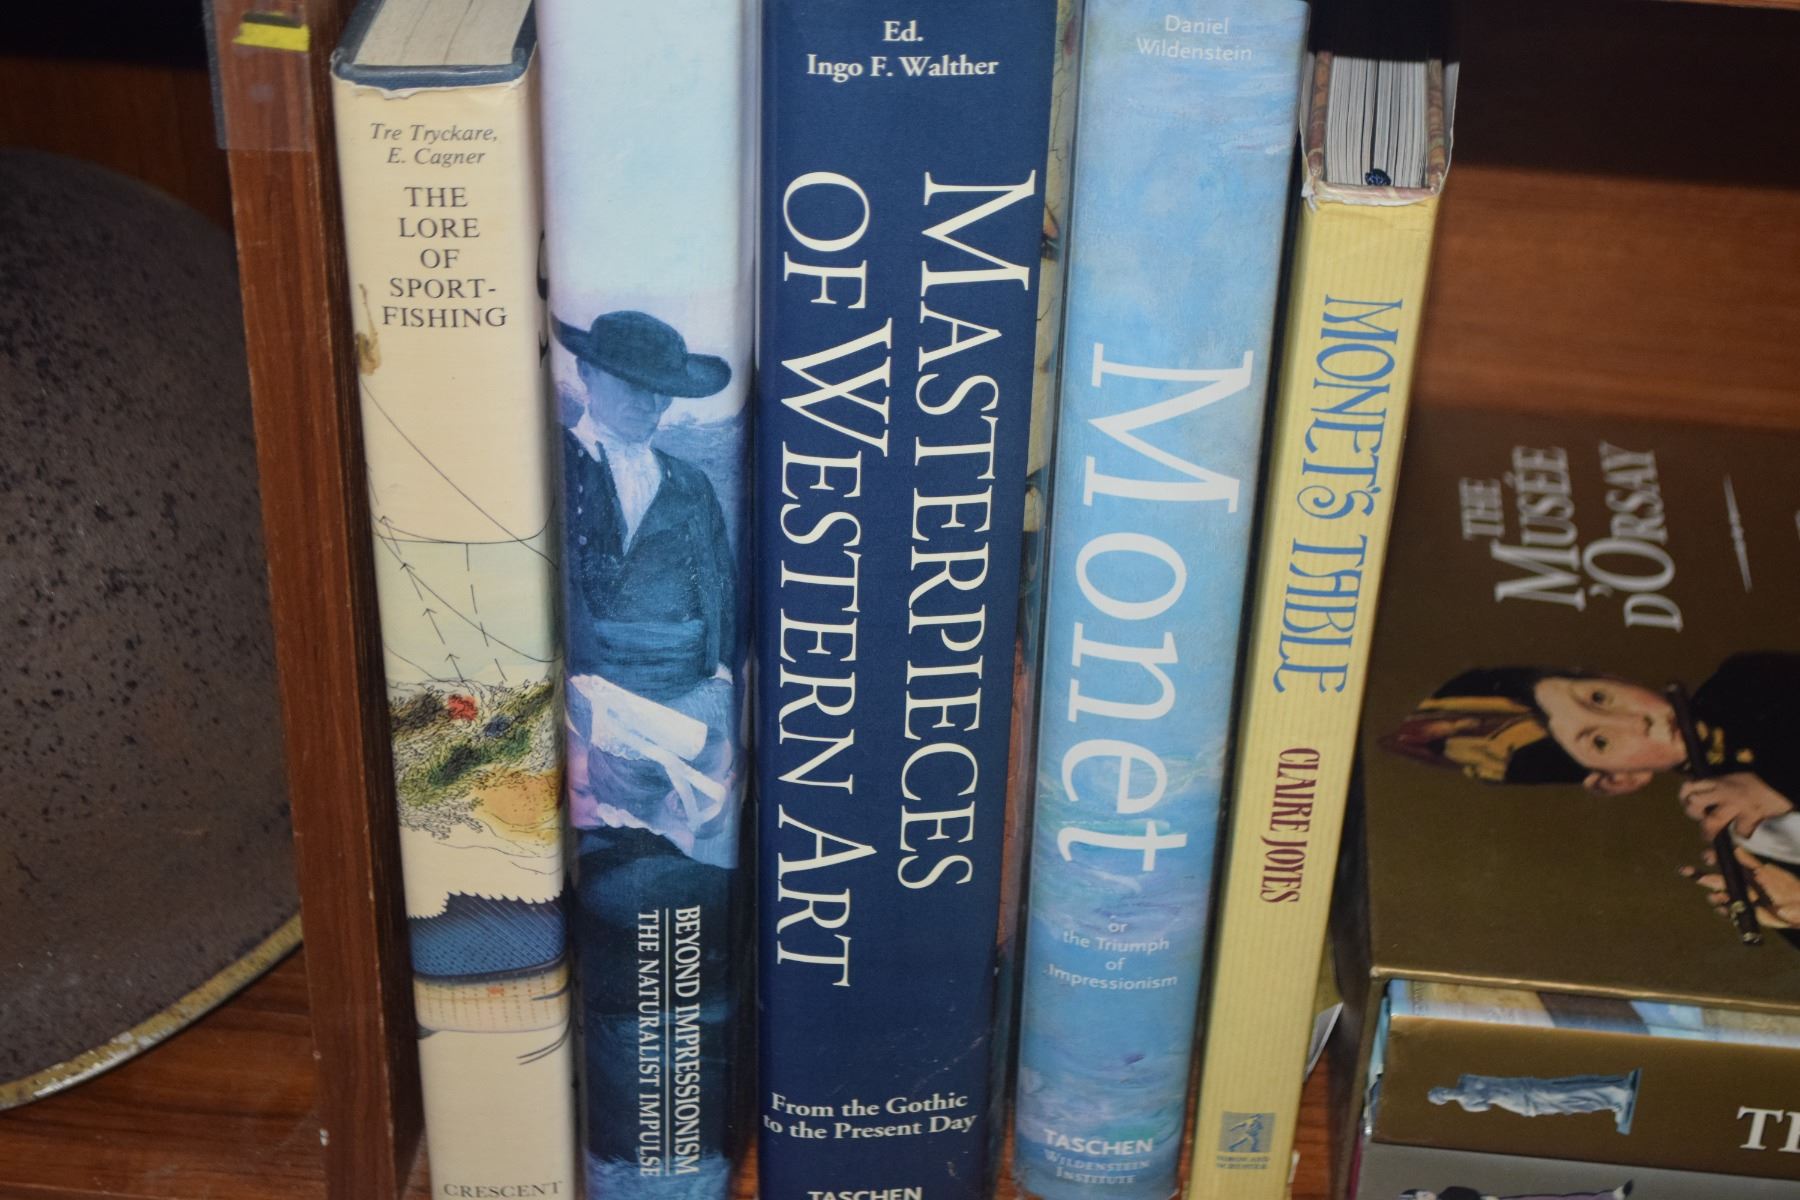 Tre Tryckare,
E. Cagner
THE
LORE
OF
SPORT-
FISHING
CRESCENT
BEYOND IMPRESSIONISM
THE NATURALIST IMPULSE
Ed.
Ingo F. Walther
MASTERPIECES
OF WESTERN ART
From the Gothic
to the Present Day
TASCHEN
Daniel
Wildenstein
Monet
or
the Triumph
of
Impressionism
TASCHEN
WILDENSTEIN
INSTITUTE
MONET'S TABLE
CLAIRE JOYES
THE
MUSÉE
D'ORSAY